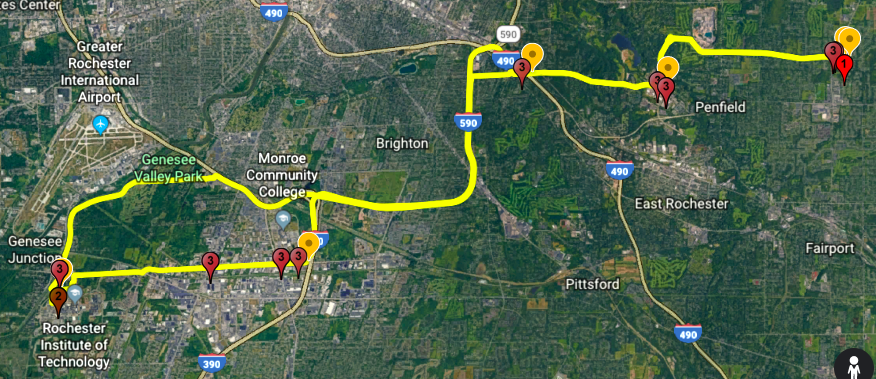 tes Center
490
590
Greater
Rochester
International
Airport
490
3
3
3
3
1
Penfield
590
Brighton
Genesee
Valley Park
Monroe
Community
College
490
East Rochester
Genesee
Junction
3
3
3
3
Fairport
2
Pittsford
Rochester
Institute of
Technology
390
490